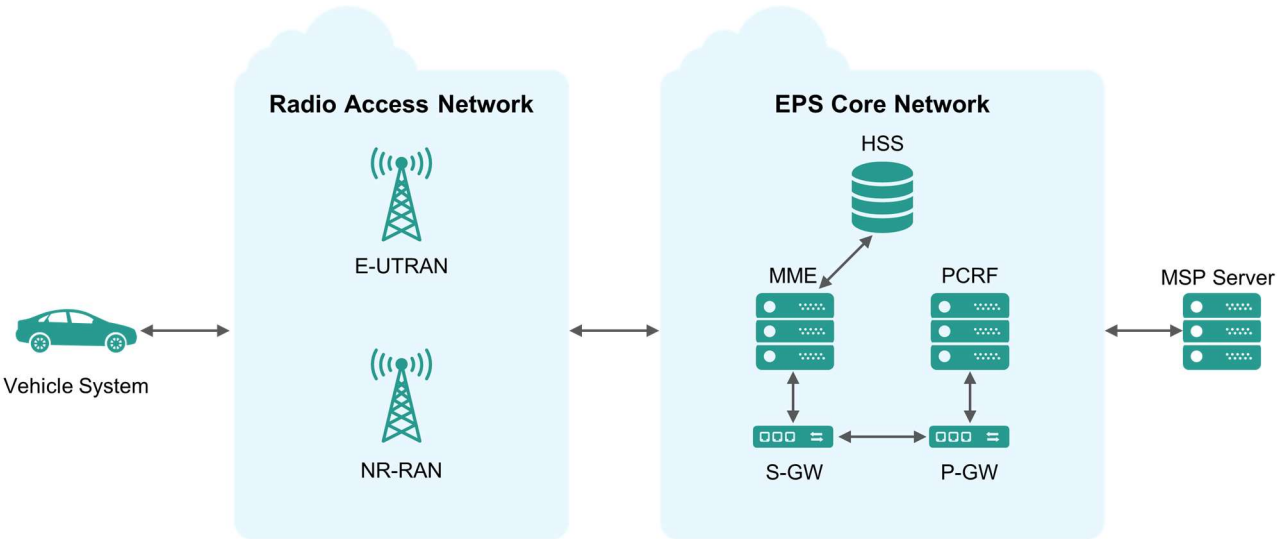 Radio Access Network
EPS Core Network
HSS
E-UTRAN
MME
PCRF
MSP Server
Vehicle System
NR-RAN
S-GW
P-GW